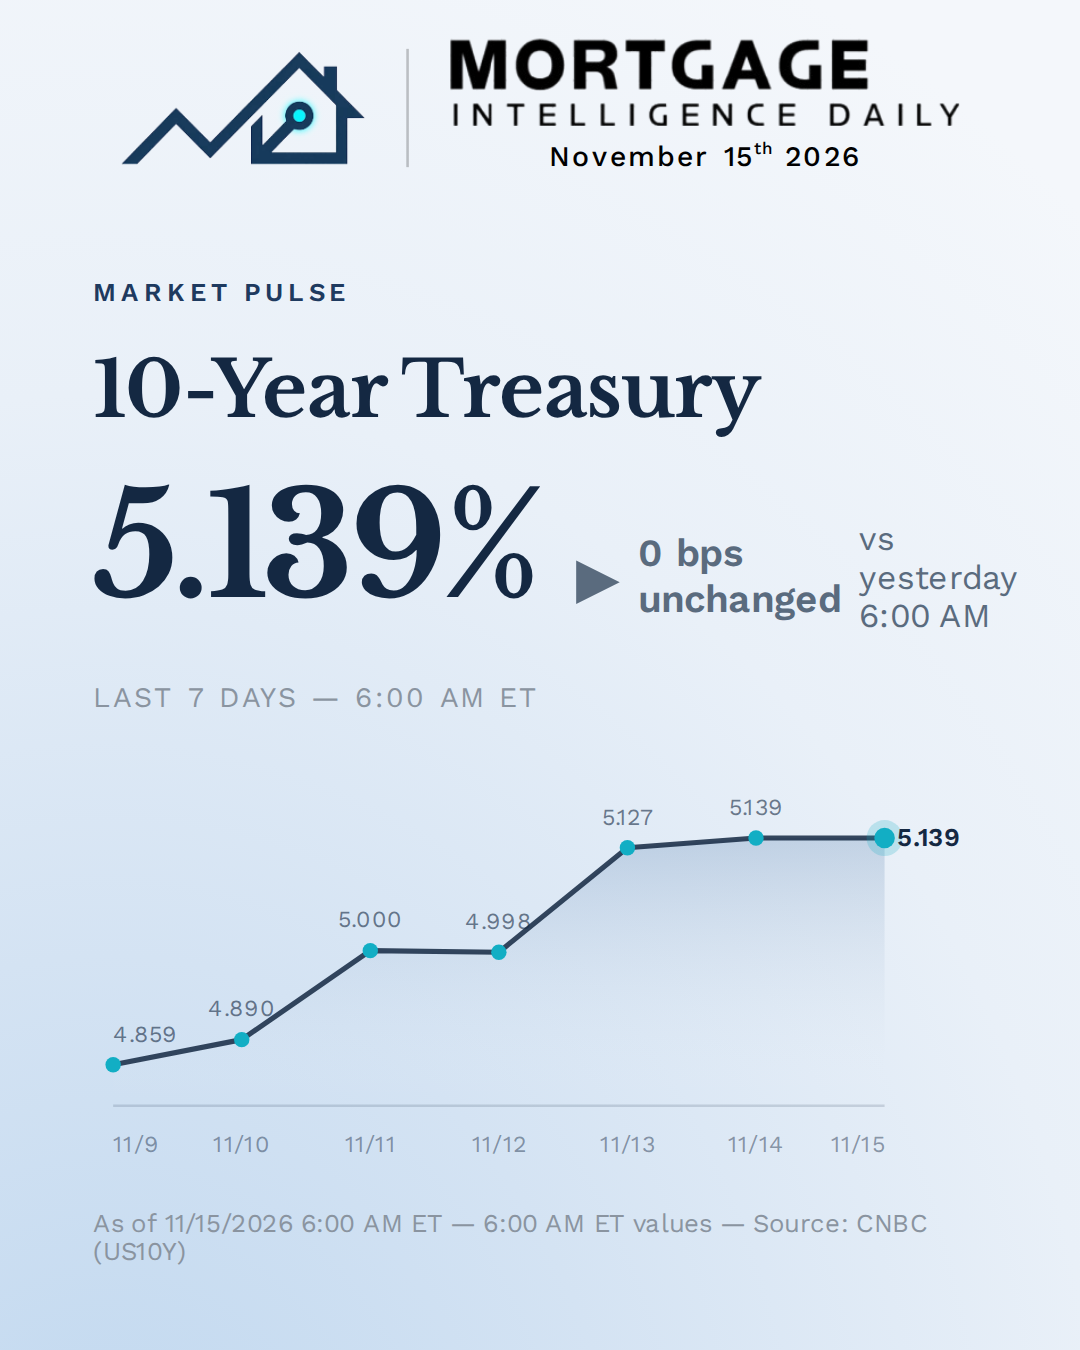 MORTGAGE
INTELLIGENCE DAILY
November 15th 2026
MARKET PULSE
10-Year Treasury
5.139%
0 bps
unchanged
vs
yesterday
6:00 AM
LAST 7 DAYS — 6:00 AM ET
4.859
4.890
5.000
4.998
5.127
5.139
5.139
11/9 11/10 11/11 11/12 11/13 11/14 11/15
As of 11/15/2026 6:00 AM ET — 6:00 AM ET values — Source: CNBC
(US10Y)